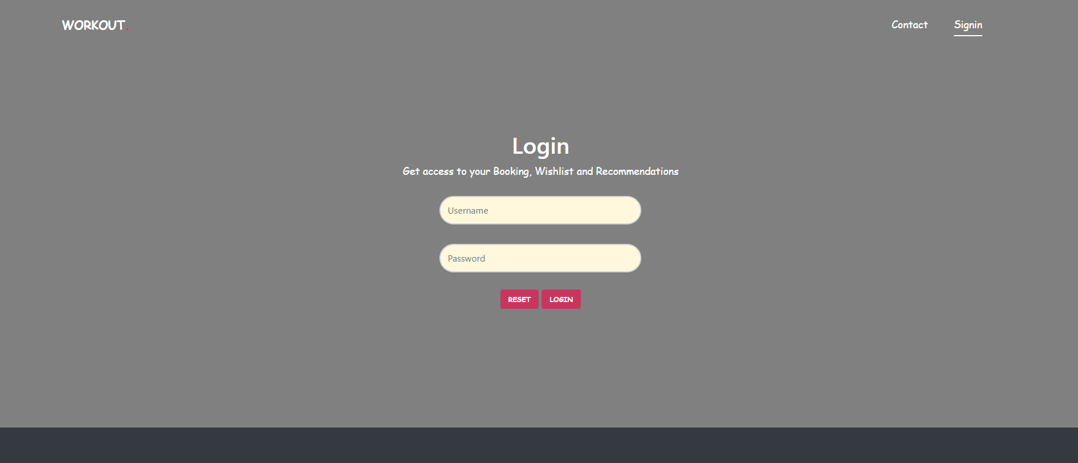 WORKOUT.
Contact
Signin
Login
Get access to your Booking, Wishlist and Recommendations
Username
Password
RESET
LOGIN